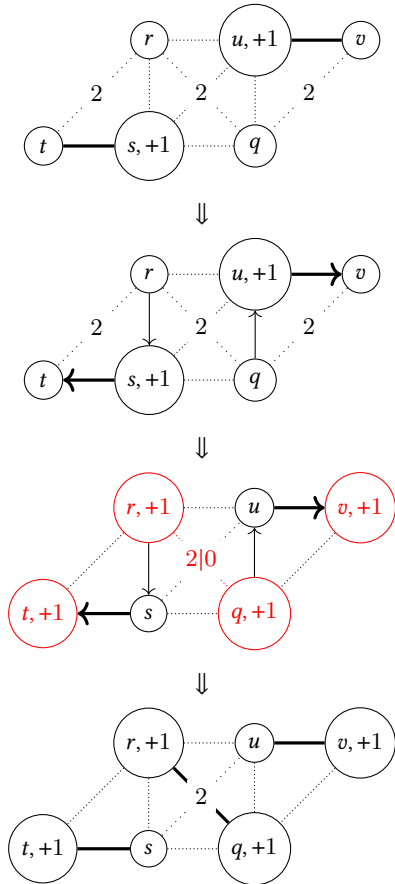 r u, +1 v
2 2 2
t s, +1 q
⇓
r u, +1 v
2 2 2
t s, +1 q
⇓
r, +1 u v, +1
2|0
t, +1 s q, +1
⇓
r, +1 u v, +1
2
t, +1 s q, +1